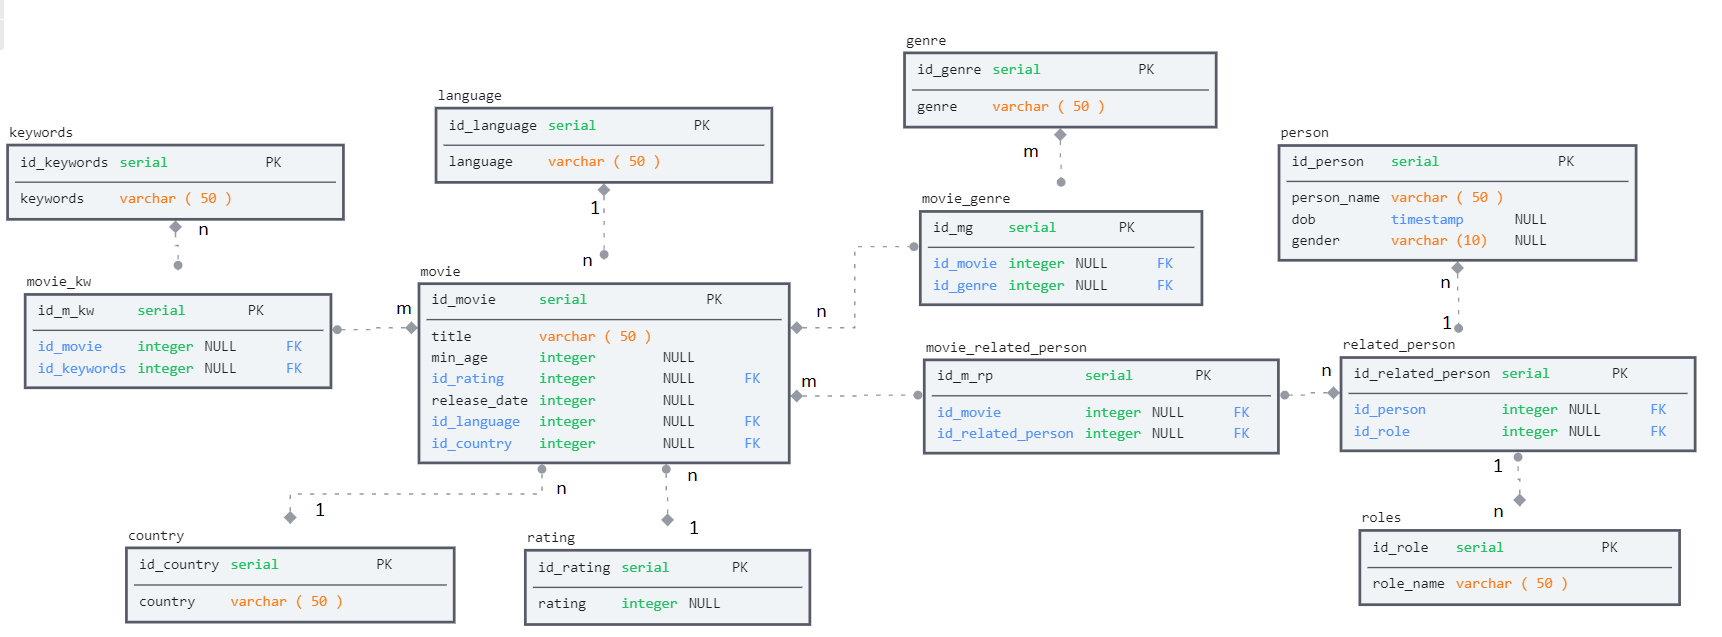 keywords
id_keywords serial PK
keywords varchar ( 50 )
n
movie_kw
id_m_kw serial PK
id_movie integer NULL FK
id_keywords integer NULL FK
m
language
id_language serial PK
language varchar ( 50 )
1
n
movie
id_movie serial PK
title varchar ( 50 )
min_age integer NULL
id_rating integer NULL FK
release_date integer NULL
id_language integer NULL FK
id_country integer NULL FK
n
1
country
id_country serial PK
country varchar ( 50 )
n
1
rating
id_rating serial PK
rating integer NULL
genre
id_genre serial PK
genre varchar ( 50 )
m
movie_genre
id_mg serial PK
id_movie integer NULL FK
id_genre integer NULL FK
n
m
movie_related_person
id_m_rp serial PK
id_movie integer NULL FK
id_related_person integer NULL FK
n
person
id_person serial PK
person_name varchar ( 50 )
dob timestamp NULL
gender varchar (10) NULL
n
1
related_person
id_related_person serial PK
id_person integer NULL FK
id_role integer NULL FK
1
n
roles
id_role serial PK
role_name varchar ( 50 )